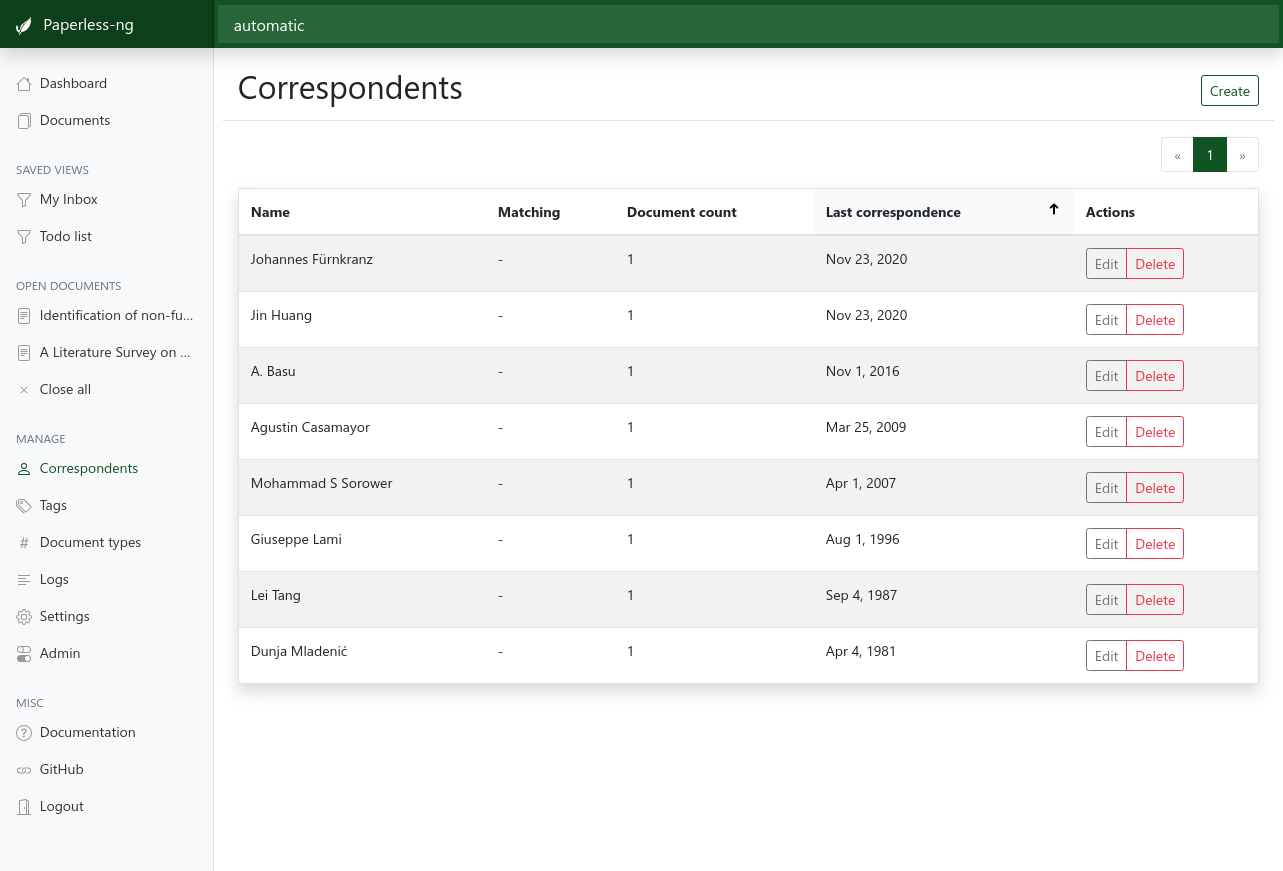 Paperless-ng
automatic
Dashboard
Documents
SAVED VIEWS
My Inbox
Todo list
OPEN DOCUMENTS
Identification of non-fu...
A Literature Survey on ...
Close all
MANAGE
Correspondents
Tags
Document types
Logs
Settings
Admin
MISC
Documentation
GitHub
Logout
Correspondents
Create
« 1 »
Name Matching Document count Last correspondence Actions
Johannes Fürnkranz - 1 Nov 23, 2020 Edit Delete
Jin Huang - 1 Nov 23, 2020 Edit Delete
A. Basu - 1 Nov 1, 2016 Edit Delete
Agustin Casamayor - 1 Mar 25, 2009 Edit Delete
Mohammad S Sorower - 1 Apr 1, 2007 Edit Delete
Giuseppe Lami - 1 Aug 1, 1996 Edit Delete
Lei Tang - 1 Sep 4, 1987 Edit Delete
Dunja Mladenić - 1 Apr 4, 1981 Edit Delete